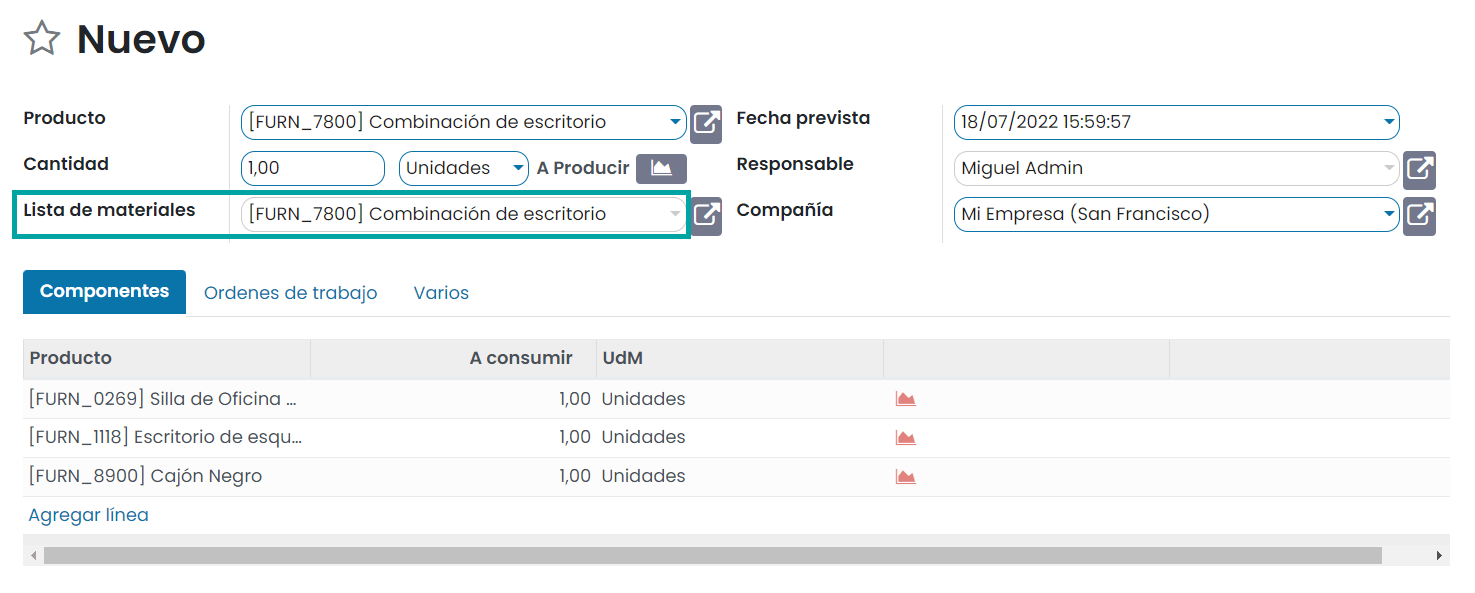 Nuevo
Producto [FURN_7800] Combinación de escritorio Fecha prevista 18/07/2022 15:59:57
Cantidad 1,00 Unidades A Producir Responsable Miguel Admin
Lista de materiales [FURN_7800] Combinación de escritorio Compañía Mi Empresa (San Francisco)
Componentes Ordenes de trabajo Varios
Producto A consumir UdM
[FURN_0269] Silla de Oficina ... 1,00 Unidades
[FURN_1118] Escritorio de esqu... 1,00 Unidades
[FURN_8900] Cajón Negro 1,00 Unidades
Agregar línea